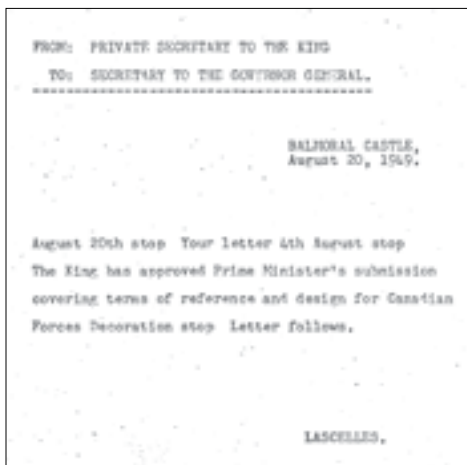 FROM: PRIVATE SECRETARY TO THE KING
TO: SECRETARY TO THE GOVERNOR GENERAL.
BALMORAL CASTLE,
August 20, 1949.
August 20th stop Your letter 4th August stop
The King has approved Prime Minister's submission
covering terms of reference and design for Canadian
Forces Decoration stop Letter follows.
LASCELLES.